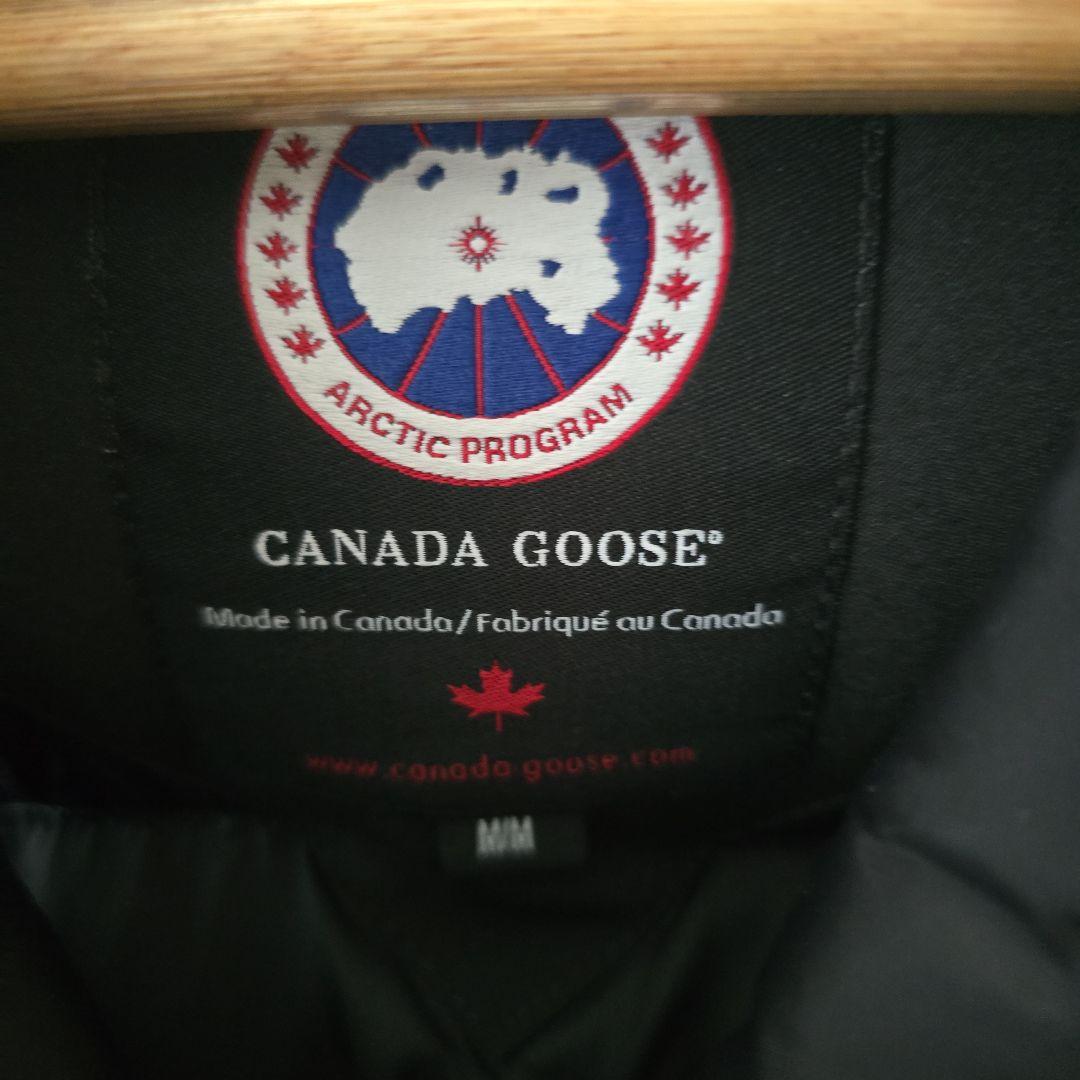 ARCTIC PROGRAM
CANADA GOOSE®
Made in Canada/Fabriqué au Canada
www.canada-goose.com
M/M